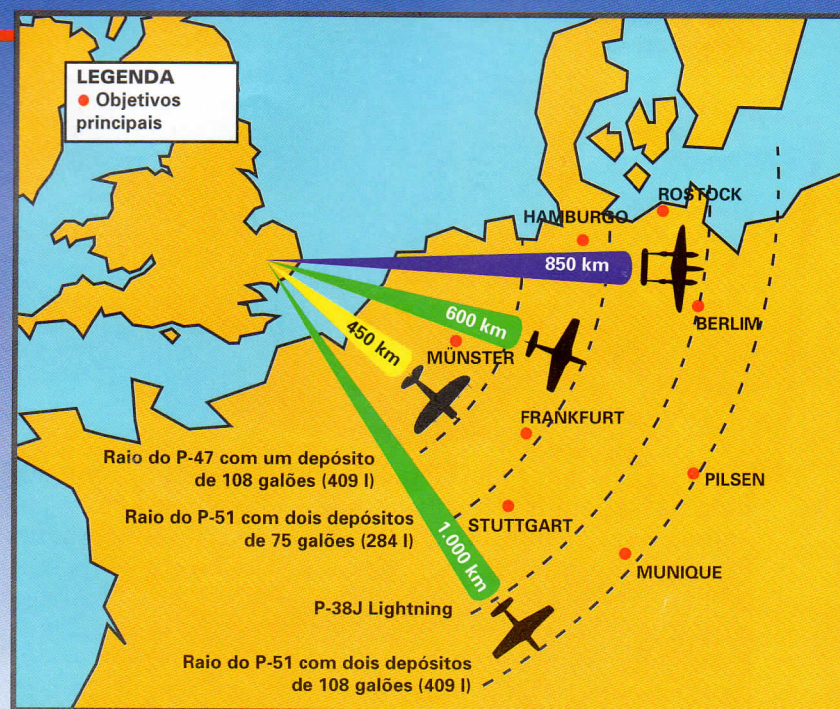 LEGENDA
● Objetivos
principais
ROSTOCK
HAMBURGO
850 km
600 km
BERLIM
450 km
MÜNSTER
FRANKFURT
Raio do P-47 com um depósito
de 108 galões (409 l)
PILSEN
Raio do P-51 com dois depósitos
de 75 galões (284 l)
STUTTGART
1.000 km
MUNIQUE
P-38J Lightning
Raio do P-51 com dois depósitos
de 108 galões (409 l)